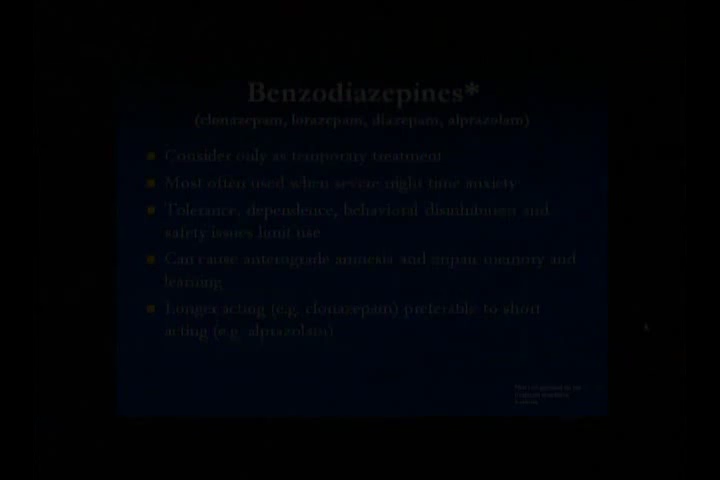 Benzodiazepines*
(clonazepam, lorazepam, diazepam, alprazolam)
Consider only as temporary treatment
Most often used when severe night time anxiety
Tolerance, dependence, behavioral disinhibition and
safety issues limit use
Can cause anterograde amnesia and impair memory and
learning
Longer acting (e.g. clonazepam) preferable to short
acting (e.g. alprazolam)